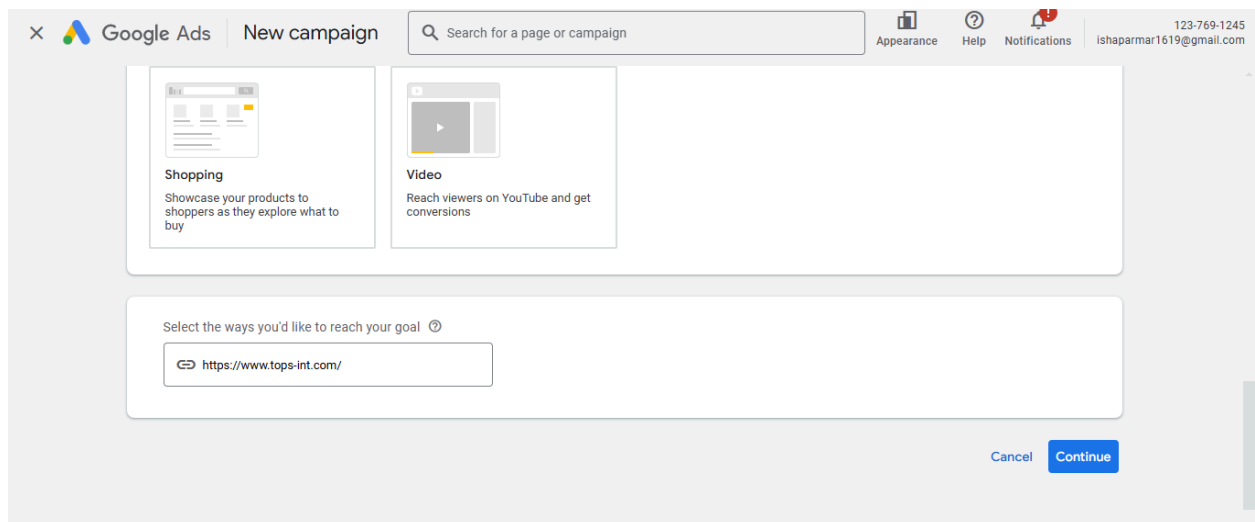 Google Ads New campaign
Search for a page or campaign
Appearance
Help
Notifications
123-769-1245
ishaparmar1619@gmail.com
Shopping
Showcase your products to
shoppers as they explore what to
buy
Video
Reach viewers on YouTube and get
conversions
Select the ways you'd like to reach your goal
https://www.tops-int.com/
Cancel
Continue